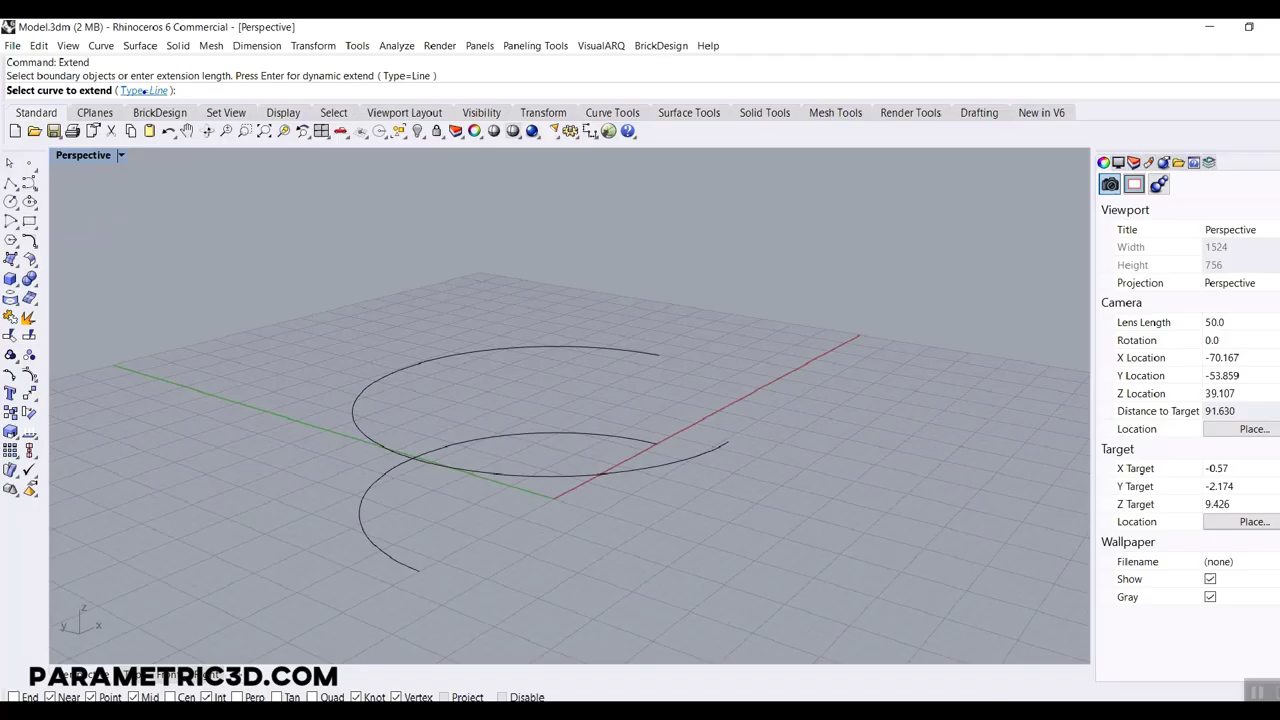 Model.3dm (2 MB) - Rhinoceros 6 Commercial - [Perspective]
File Edit View Curve Surface Solid Mesh Dimension Transform Tools Analyze Render Panels Paneling Tools VisualARQ BrickDesign Help
Command: Extend
Select boundary objects or enter extension length. Press Enter for dynamic extend ( Type=Line )
Select curve to extend ( Type=Line ):
Standard CPlanes BrickDesign Set View Display Select Viewport Layout Visibility Transform Curve Tools Surface Tools Solid Tools Mesh Tools Render Tools Drafting New in V6
Perspective
Viewport
Title Perspective
Width 1524
Height 756
Projection Perspective
Camera
Lens Length 50.0
Rotation 0.0
X Location -70.167
Y Location -53.859
Z Location 39.107
Distance to Target 91.630
Location Place...
Target
X Target -0.57
Y Target -2.174
Z Target 9.426
Location Place...
Wallpaper
Filename (none)
Show
Gray
z
y x
PARAMETRIC3D.COM
End Near Point Mid Cen Int Perp Tan Quad Knot Vertex Project Disable